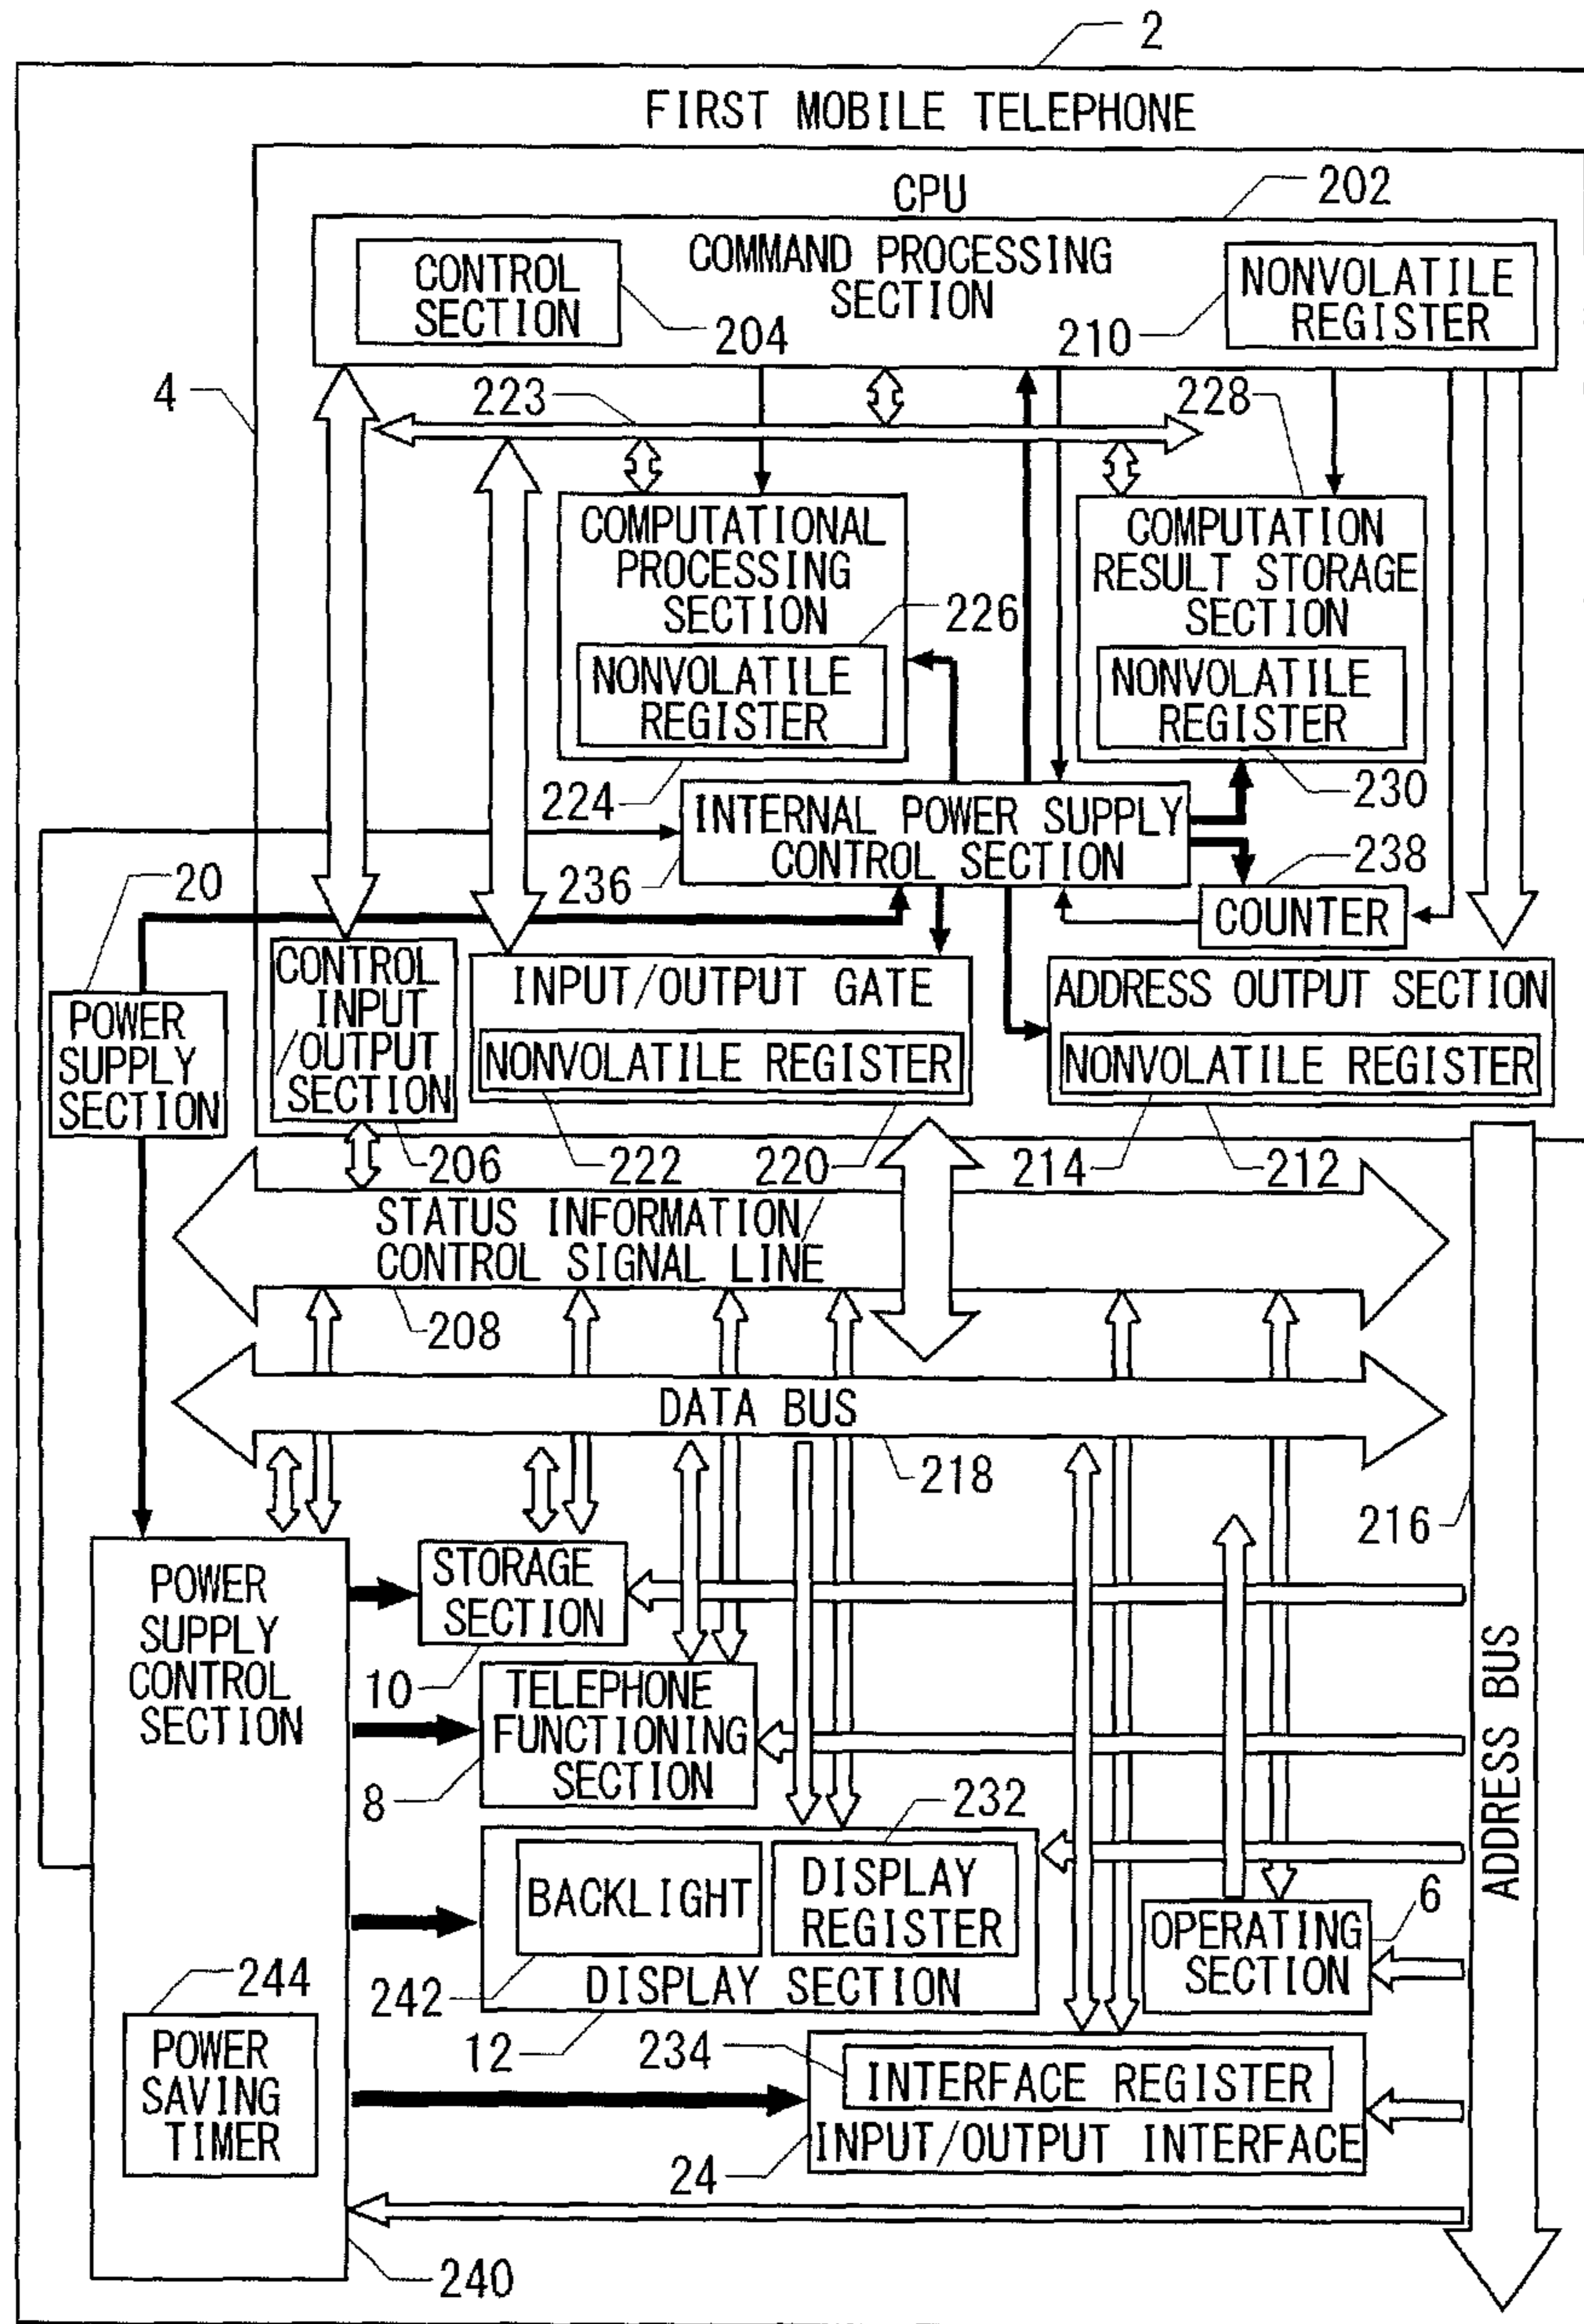 2
FIRST MOBILE TELEPHONE
CPU
202
CONTROL
SECTION
COMMAND PROCESSING
SECTION
NONVOLATILE
REGISTER
204
210
4
223
228
COMPUTATIONAL
PROCESSING
SECTION
226
NONVOLATILE
REGISTER
COMPUTATION
RESULT STORAGE
SECTION
NONVOLATILE
REGISTER
224
230
INTERNAL POWER SUPPLY
CONTROL SECTION
236
238
COUNTER
20
POWER
SUPPLY
SECTION
CONTROL
INPUT
/OUTPUT
SECTION
INPUT/OUTPUT GATE
NONVOLATILE REGISTER
ADDRESS OUTPUT SECTION
NONVOLATILE REGISTER
206
222
220
214
212
STATUS INFORMATION/
CONTROL SIGNAL LINE
208
DATA BUS
218
216
ADDRESS BUS
POWER
SUPPLY
CONTROL
SECTION
STORAGE
SECTION
10
TELEPHONE
FUNCTIONING
SECTION
8
232
BACKLIGHT
DISPLAY
REGISTER
242
DISPLAY SECTION
12
6
OPERATING
SECTION
244
POWER
SAVING
TIMER
234
INTERFACE REGISTER
INPUT/OUTPUT INTERFACE
24
240